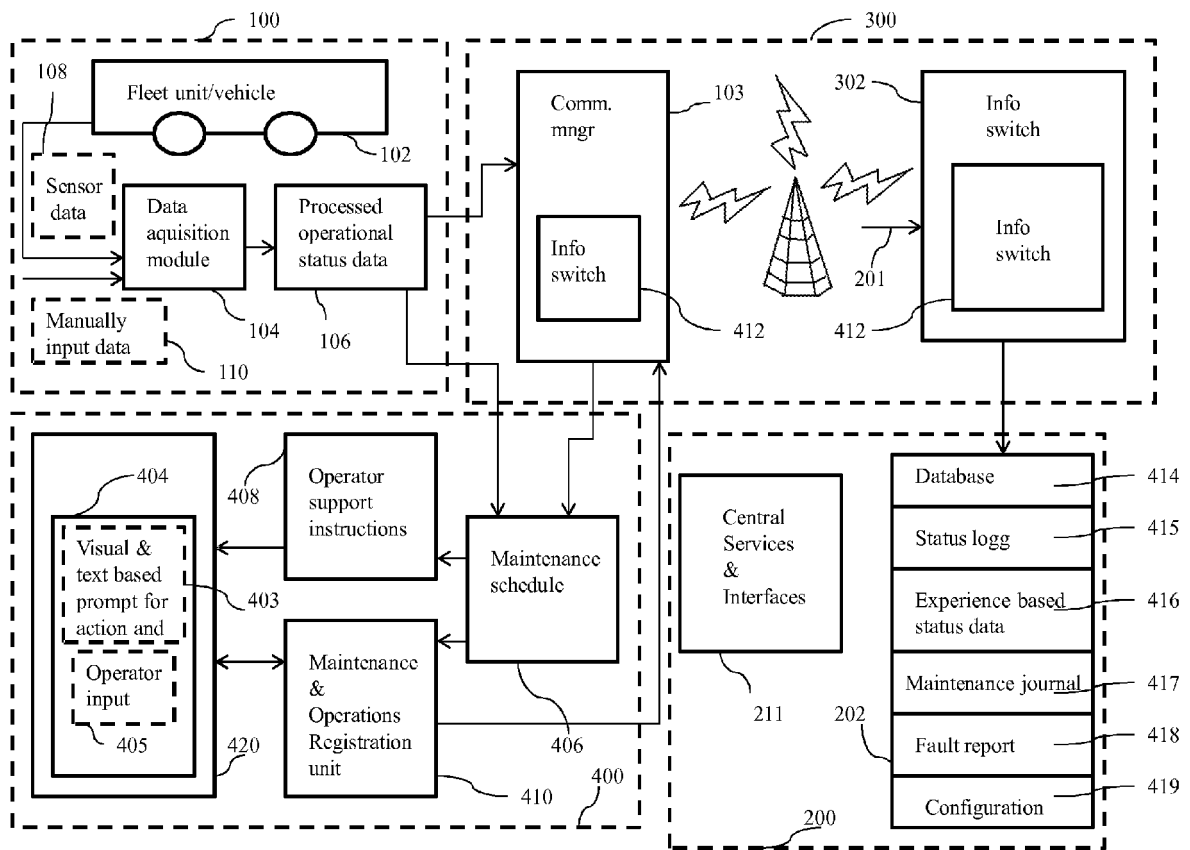 100
108
Fleet unit/vehicle
102
Sensor
data
Data
aquisition
module
Processed
operational
status data
104
106
Manually
input data
110
300
Comm.
mngr
103
Info
switch
412
302
Info
switch
Info
switch
201
412
404
Visual &
text based
prompt for
action and
403
Operator
input
405
420
408
Operator
support
instructions
Maintenance
schedule
406
Maintenance
&
Operations
Registration
unit
410
400
Central
Services
&
Interfaces
211
202
Database
414
Status logg
415
Experience based
status data
416
Maintenance journal
417
Fault report
418
Configuration
419
200